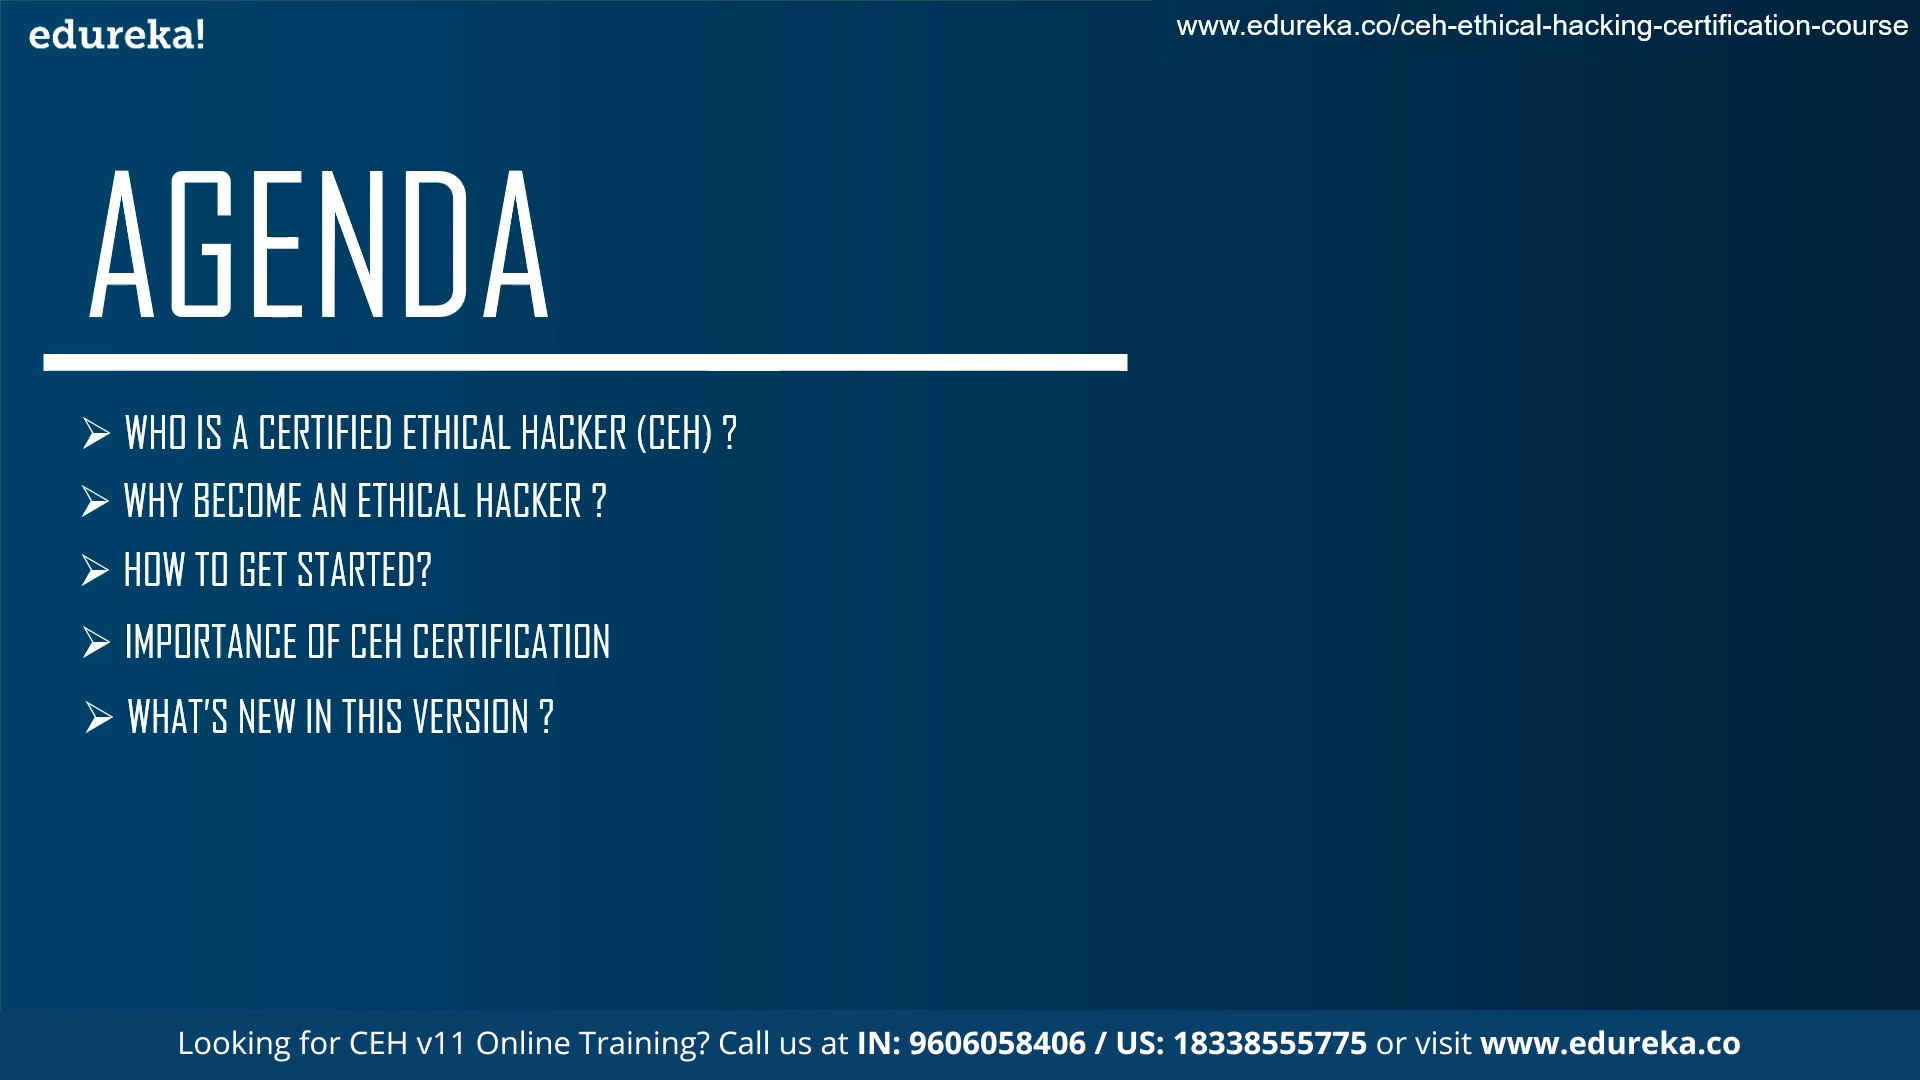 edureka!
www.edureka.co/ceh-ethical-hacking-certification-course
AGENDA
➢ WHO IS A CERTIFIED ETHICAL HACKER (CEH) ?
➢ WHY BECOME AN ETHICAL HACKER ?
➢ HOW TO GET STARTED?
➢ IMPORTANCE OF CEH CERTIFICATION
➢ WHAT'S NEW IN THIS VERSION ?
Looking for CEH v11 Online Training? Call us at IN: 9606058406 / US: 18338555775 or visit www.edureka.co